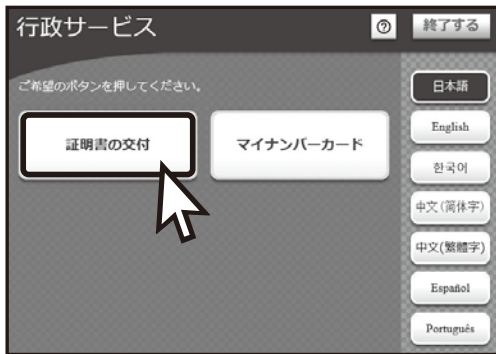 行政サービス
?
終了する
ご希望のボタンを押してください。
証明書の交付
マイナンバーカード
日本語
English
한국어
中文(简体字)
中文(繁體字)
Español
Português